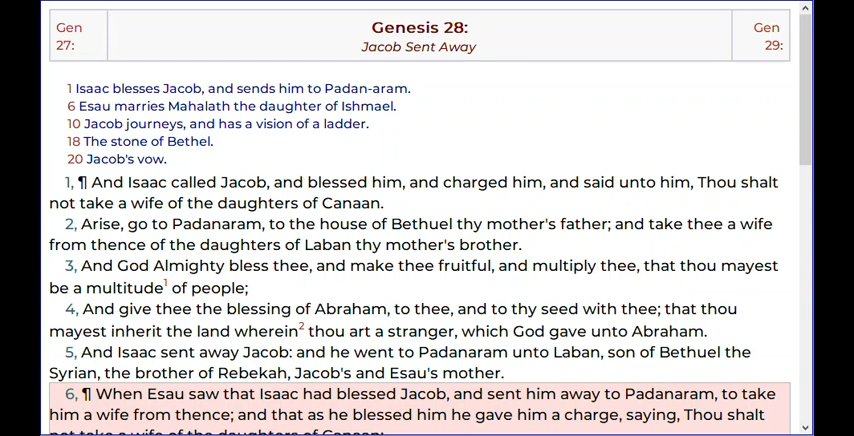 Gen
27:
Genesis 28:
Jacob Sent Away
Gen
29:
1 Isaac blesses Jacob, and sends him to Padan-aram.
6 Esau marries Mahalath the daughter of Ishmael.
10 Jacob journeys, and has a vision of a ladder.
18 The stone of Bethel.
20 Jacob's vow.
1, ¶ And Isaac called Jacob, and blessed him, and charged him, and said unto him, Thou shalt
not take a wife of the daughters of Canaan.
2, Arise, go to Padanaram, to the house of Bethuel thy mother's father; and take thee a wife
from thence of the daughters of Laban thy mother's brother.
3, And God Almighty bless thee, and make thee fruitful, and multiply thee, that thou mayest
be a multitude1 of people;
4, And give thee the blessing of Abraham, to thee, and to thy seed with thee; that thou
mayest inherit the land wherein2 thou art a stranger, which God gave unto Abraham.
5, And Isaac sent away Jacob: and he went to Padanaram unto Laban, son of Bethuel the
Syrian, the brother of Rebekah, Jacob's and Esau's mother.
6, ¶ When Esau saw that Isaac had blessed Jacob, and sent him away to Padanaram, to take
him a wife from thence; and that as he blessed him he gave him a charge, saying, Thou shalt
not take a wife of the daughters of Canaan;